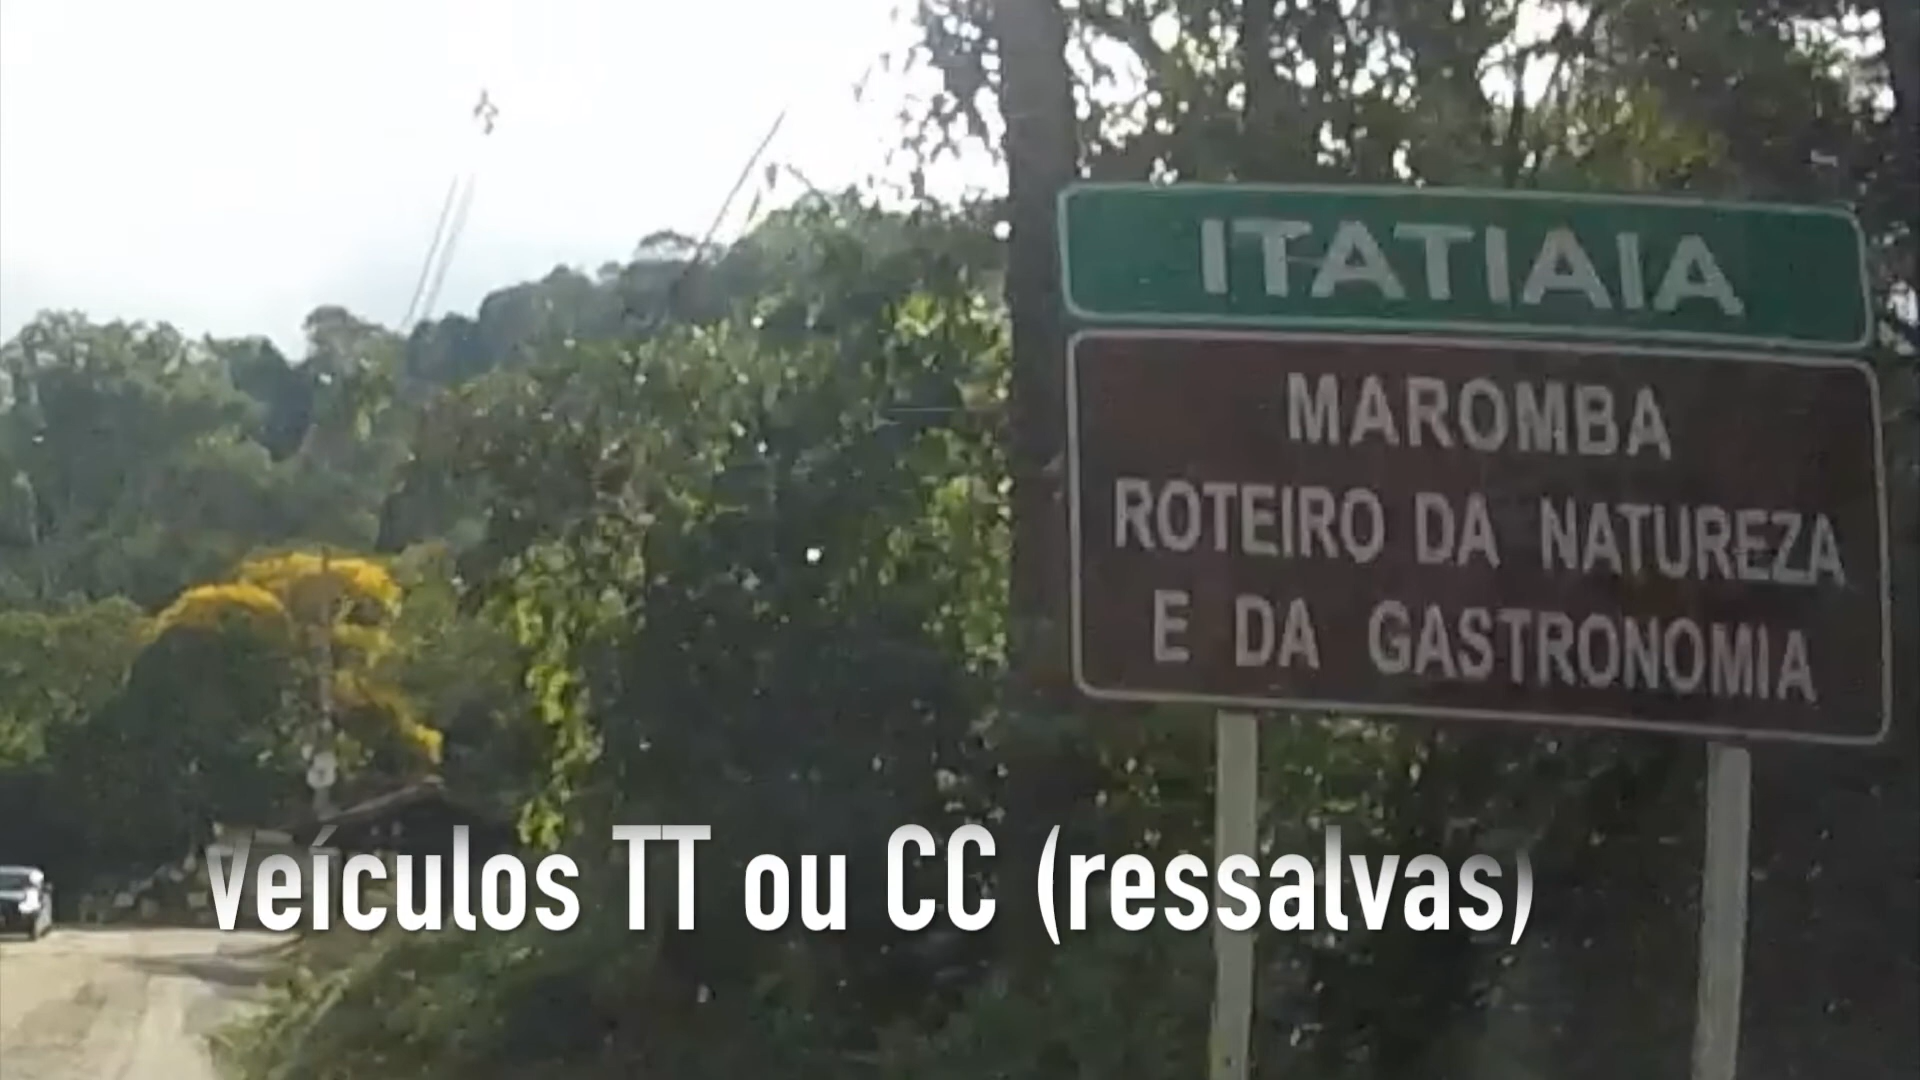 ITATIAIA
MAROMBA
ROTEIRO DA NATUREZA
E DA GASTRONOMIA
Veículos TT ou CC (ressalvas)